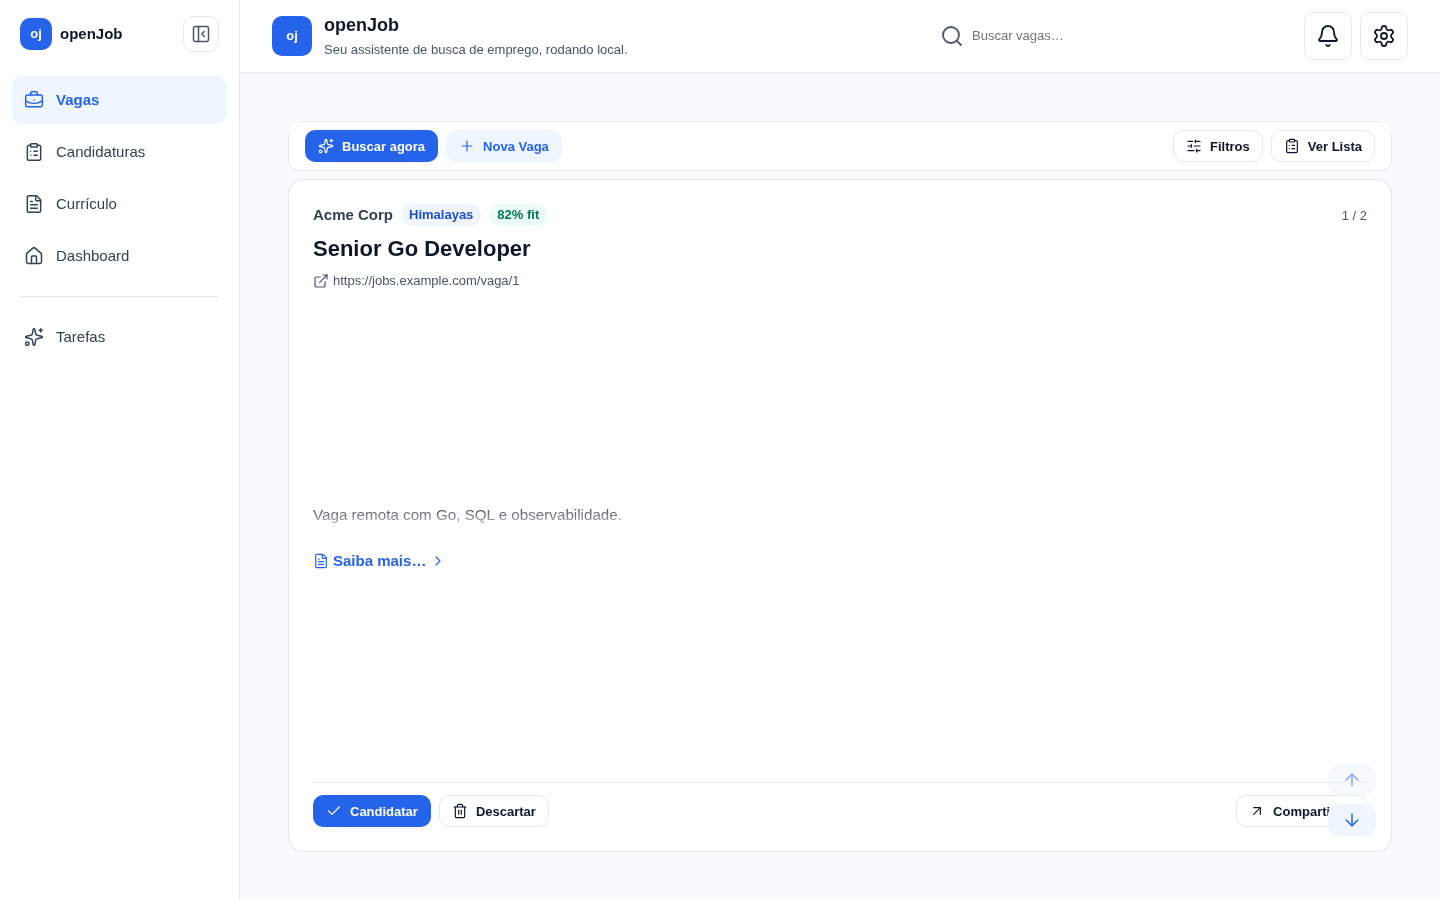 oj openJob
Vagas
Candidaturas
Currículo
Dashboard
Tarefas
oj
openJob
Seu assistente de busca de emprego, rodando local.
Buscar vagas…
Buscar agora
Nova Vaga
Filtros
Ver Lista
Acme Corp Himalayas 82% fit
1 / 2
Senior Go Developer
https://jobs.example.com/vaga/1
Vaga remota com Go, SQL e observabilidade.
Saiba mais…
Candidatar
Descartar